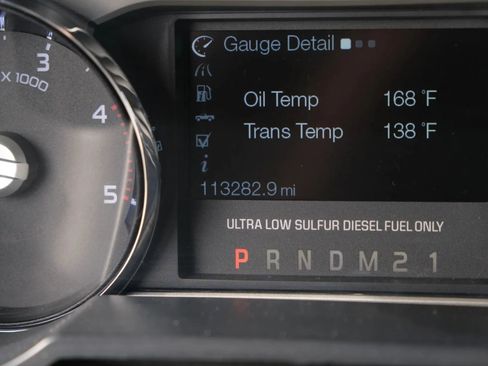 3
X 1000
4
5
Gauge Detail
Oil Temp 168 °F
Trans Temp 138 °F
i
113282.9 mi
ULTRA LOW SULFUR DIESEL FUEL ONLY
P R N D M 2 1